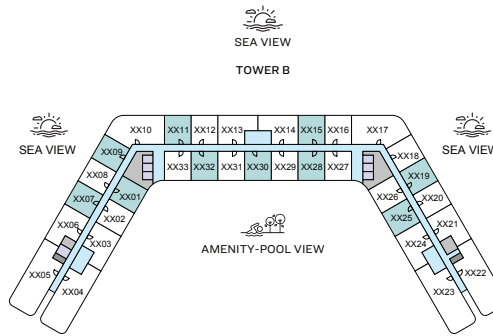 SEA VIEW
TOWER B
SEA VIEW
SEA VIEW
XX10 XX11 XX12 XX13 XX14 XX15 XX16 XX17
XX09 XX33 XX32 XX31 XX30 XX29 XX28 XX27 XX18
XX08 XX19
XX07 XX01 XX26 XX20
XX06 XX02 XX25 XX21
XX05 XX03 XX24 XX22
XX04 XX23
AMENITY-POOL VIEW